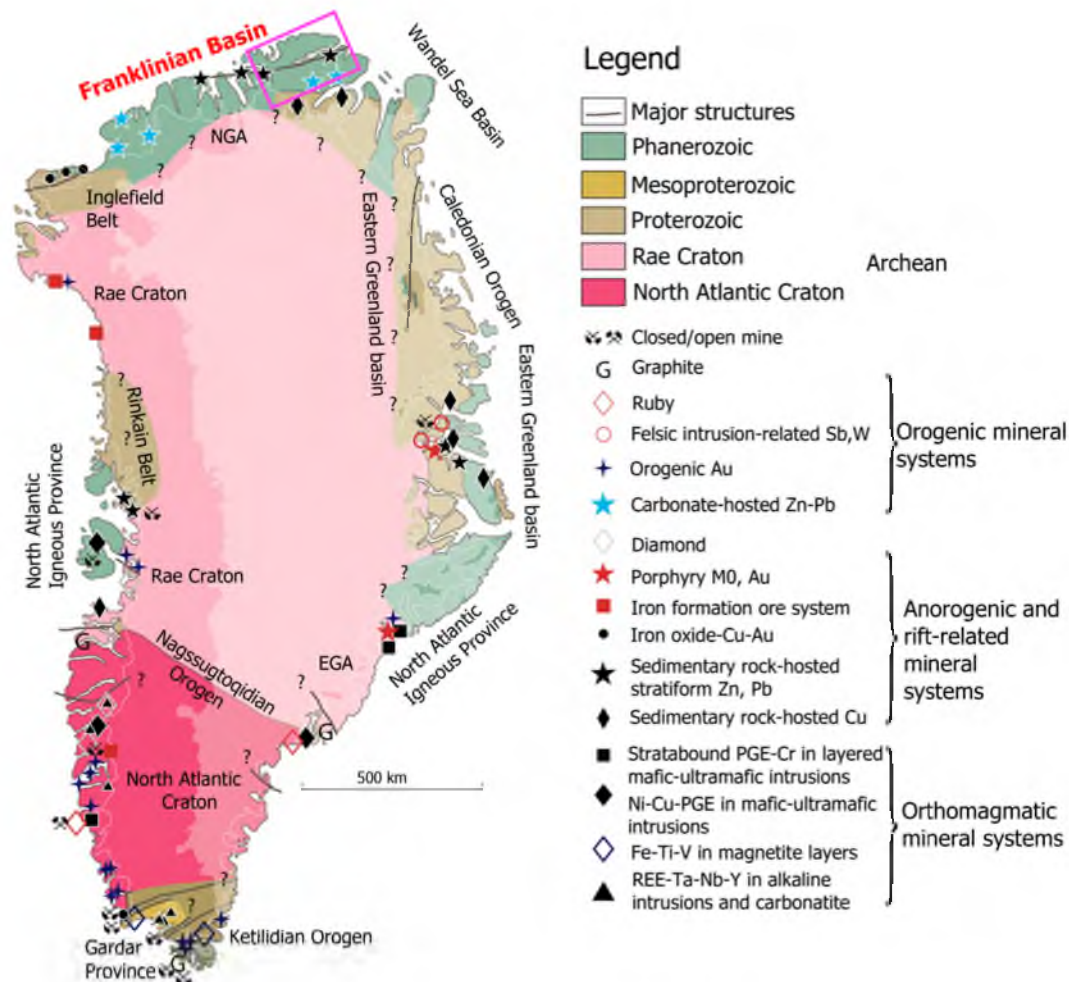 Franklinian Basin
Wandel Sea Basin
NGA
?
?
?
?
?
?
?
Inglefield
Belt
Eastern Greenland
basin
Caledonian Orogen
Rae Craton
?
?
?
Rinkain Belt
?
?
Eastern Greenland basin
North Atlantic
Igneous Province
Rae Craton
?
?
North Atlantic
Igneous Province
G
Nagssugtoqidian
Orogen
EGA
?
?
G
500 km
?
North Atlantic
Craton
?
?
Gardar
Province
G
Ketilidian Orogen
Legend
Major structures
Phanerozoic
Mesoproterozoic
Proterozoic
Rae Craton
Archean
North Atlantic Craton
Closed/open mine
G Graphite
Ruby
Felsic intrusion-related Sb,W
Orogenic Au
Carbonate-hosted Zn-Pb
Orogenic mineral
systems
Diamond
Porphyry M0, Au
Iron formation ore system
Iron oxide-Cu-Au
Sedimentary rock-hosted
stratiform Zn, Pb
Sedimentary rock-hosted Cu
Anorogenic and
rift-related
mineral
systems
Stratabound PGE-Cr in layered
mafic-ultramafic intrusions
Ni-Cu-PGE in mafic-ultramafic
intrusions
Fe-Ti-V in magnetite layers
REE-Ta-Nb-Y in alkaline
intrusions and carbonatite
Orthomagmatic
mineral systems